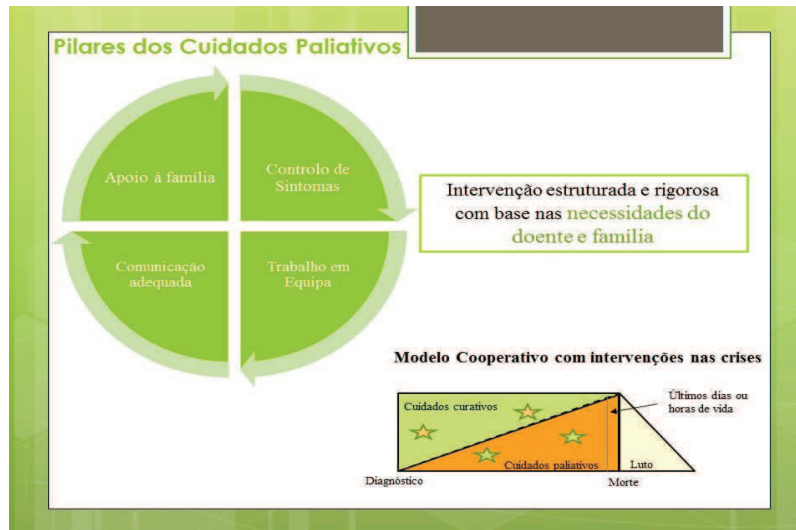 Pilares dos Cuidados Paliativos
Apoio à família
Controlo de
Sintomas
Comunicação
adequada
Trabalho em
Equipa
Intervenção estruturada e rigorosa
com base nas necessidades do
doente e família
Modelo Cooperativo com intervenções nas crises
Cuidados curativos
Últimos dias ou
horas de vida
Cuidados paliativos
Luto
Diagnóstico
Morte